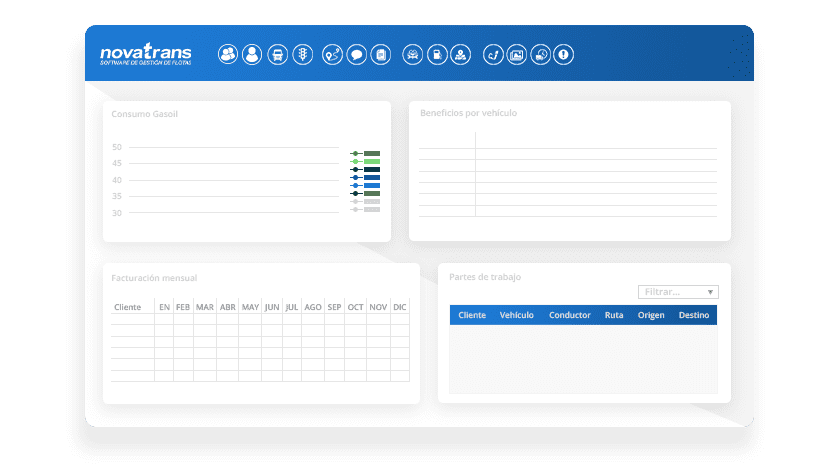 novatrans
SOFTWARE DE GESTIÓN DE FLOTAS
Consumo Gasoil
50
45
40
35
30
Beneficios por vehículo
Facturación mensual
Cliente EN FEB MAR ABR MAY JUN JUL AGO SEP OCT NOV DIC
Partes de trabajo
Filtrar...
Cliente Vehículo Conductor Ruta Origen Destino